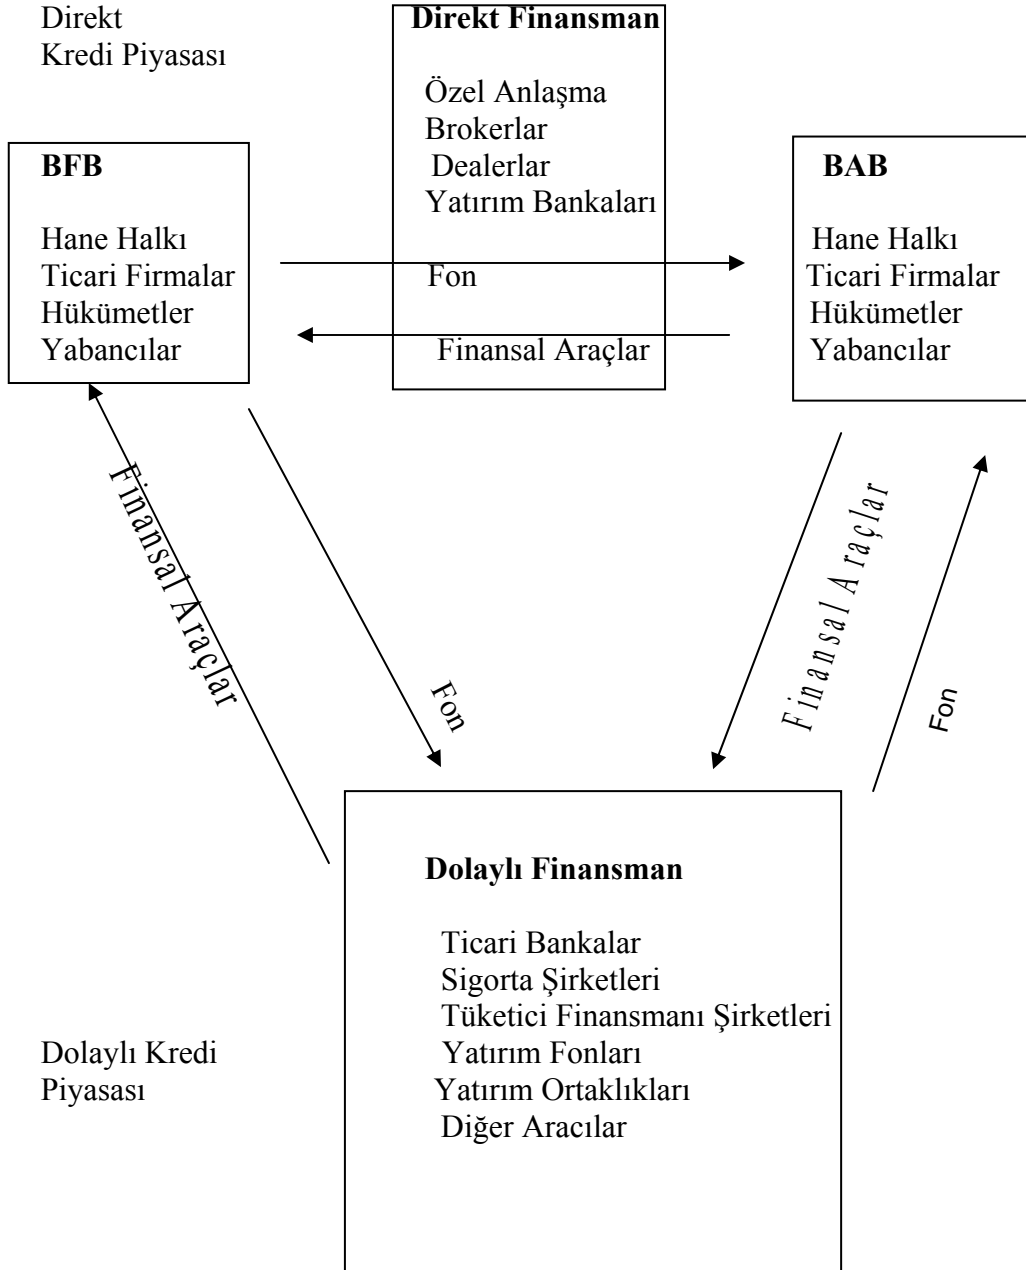 Direkt
Kredi Piyasası
Direkt Finansman
Özel Anlaşma
Brokerlar
Dealerlar
Yatırım Bankaları
Fon
Finansal Araçlar
BFB
Hane Halkı
Ticari Firmalar
Hükümetler
Yabancılar
BAB
Hane Halkı
Ticari Firmalar
Hükümetler
Yabancılar
Finansal Araçlar
Fon
Finansal Araçlar
Fon
Dolaylı Finansman
Ticari Bankalar
Sigorta Şirketleri
Tüketici Finansmanı Şirketleri
Yatırım Fonları
Yatırım Ortaklıkları
Diğer Aracılar
Dolaylı Kredi
Piyasası